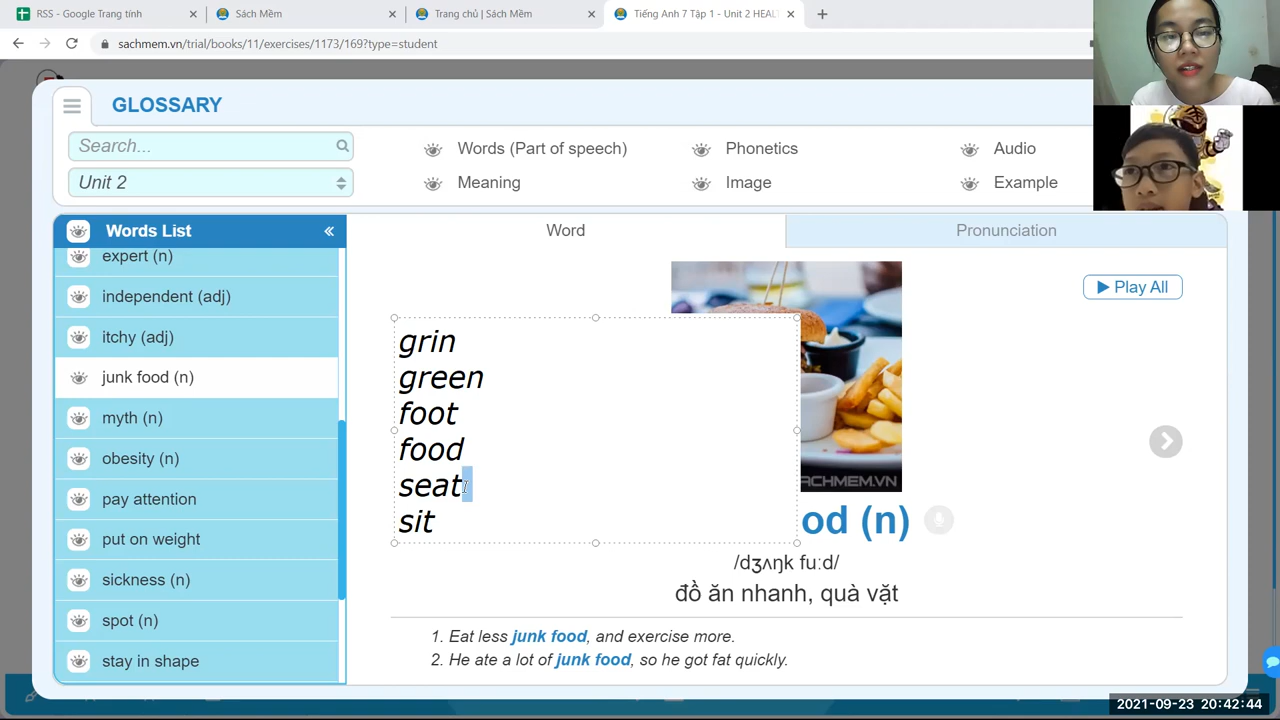 RSS - Google Trang tính
Sách Mềm
Trang chủ | Sách Mềm
Tiếng Anh 7 Tập 1 - Unit 2 HEAL
sachmem.vn/trial/books/11/exercises/1173/169?type=student
GLOSSARY
Search...
Unit 2
Words (Part of speech)
Phonetics
Audio
Meaning
Image
Example
Words List
«
expert (n)
independent (adj)
itchy (adj)
junk food (n)
myth (n)
obesity (n)
pay attention
put on weight
sickness (n)
spot (n)
stay in shape
Word
Pronunciation
Play All
grin
green
foot
food
seat
sit
ACHMEM.VN
od (n)
/dʒʌŋk fuːd/
đồ ăn nhanh, quà vặt
1. Eat less junk food, and exercise more.
2. He ate a lot of junk food, so he got fat quickly.
2021-09-23 20:42:44